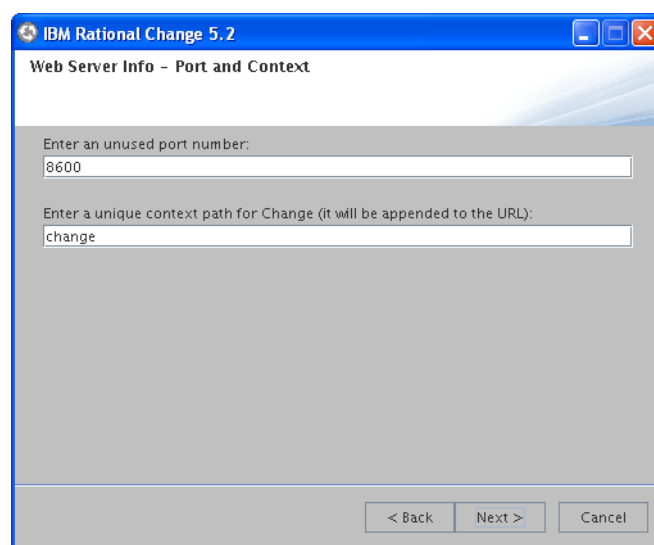 IBM Rational Change 5.2
Web Server Info - Port and Context
Enter an unused port number:
8600
Enter a unique context path for Change (it will be appended to the URL):
change
< Back Next > Cancel